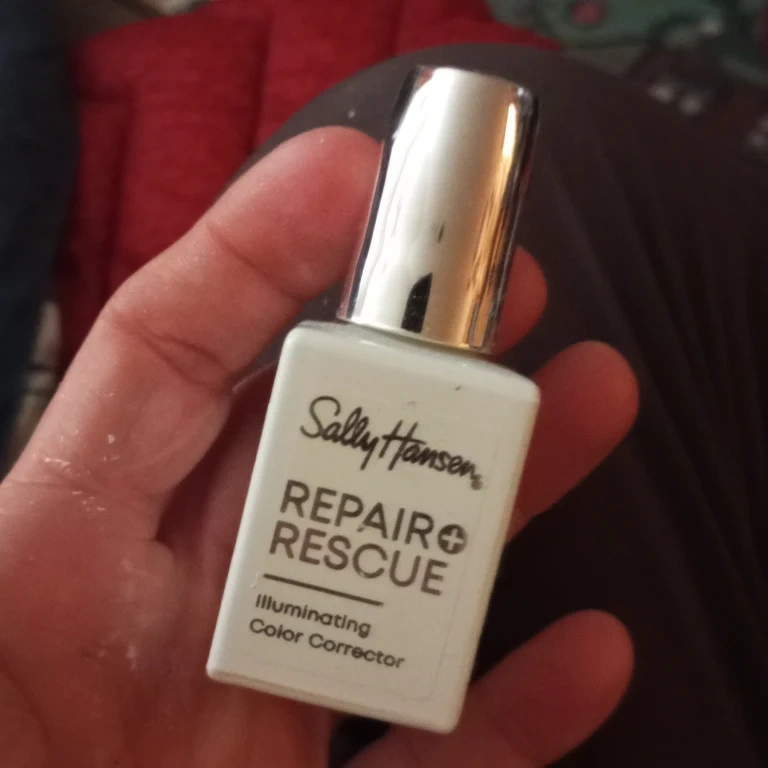 Sally Hansen®
REPAIR+
RESCUE
Illuminating
Color Corrector